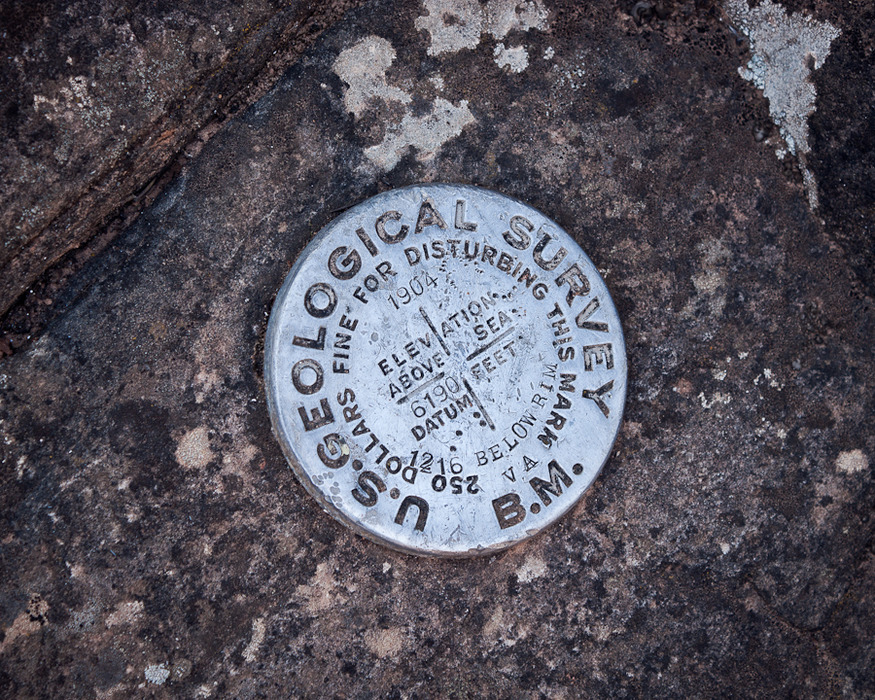 U.S. GEOLOGICAL SURVEY B.M.
250 DOLLARS FINE FOR DISTURBING THIS MARK
1904
ELEVATION
ABOVE SEA
6190 FEET
DATUM
1216 BELOW RIM
VA